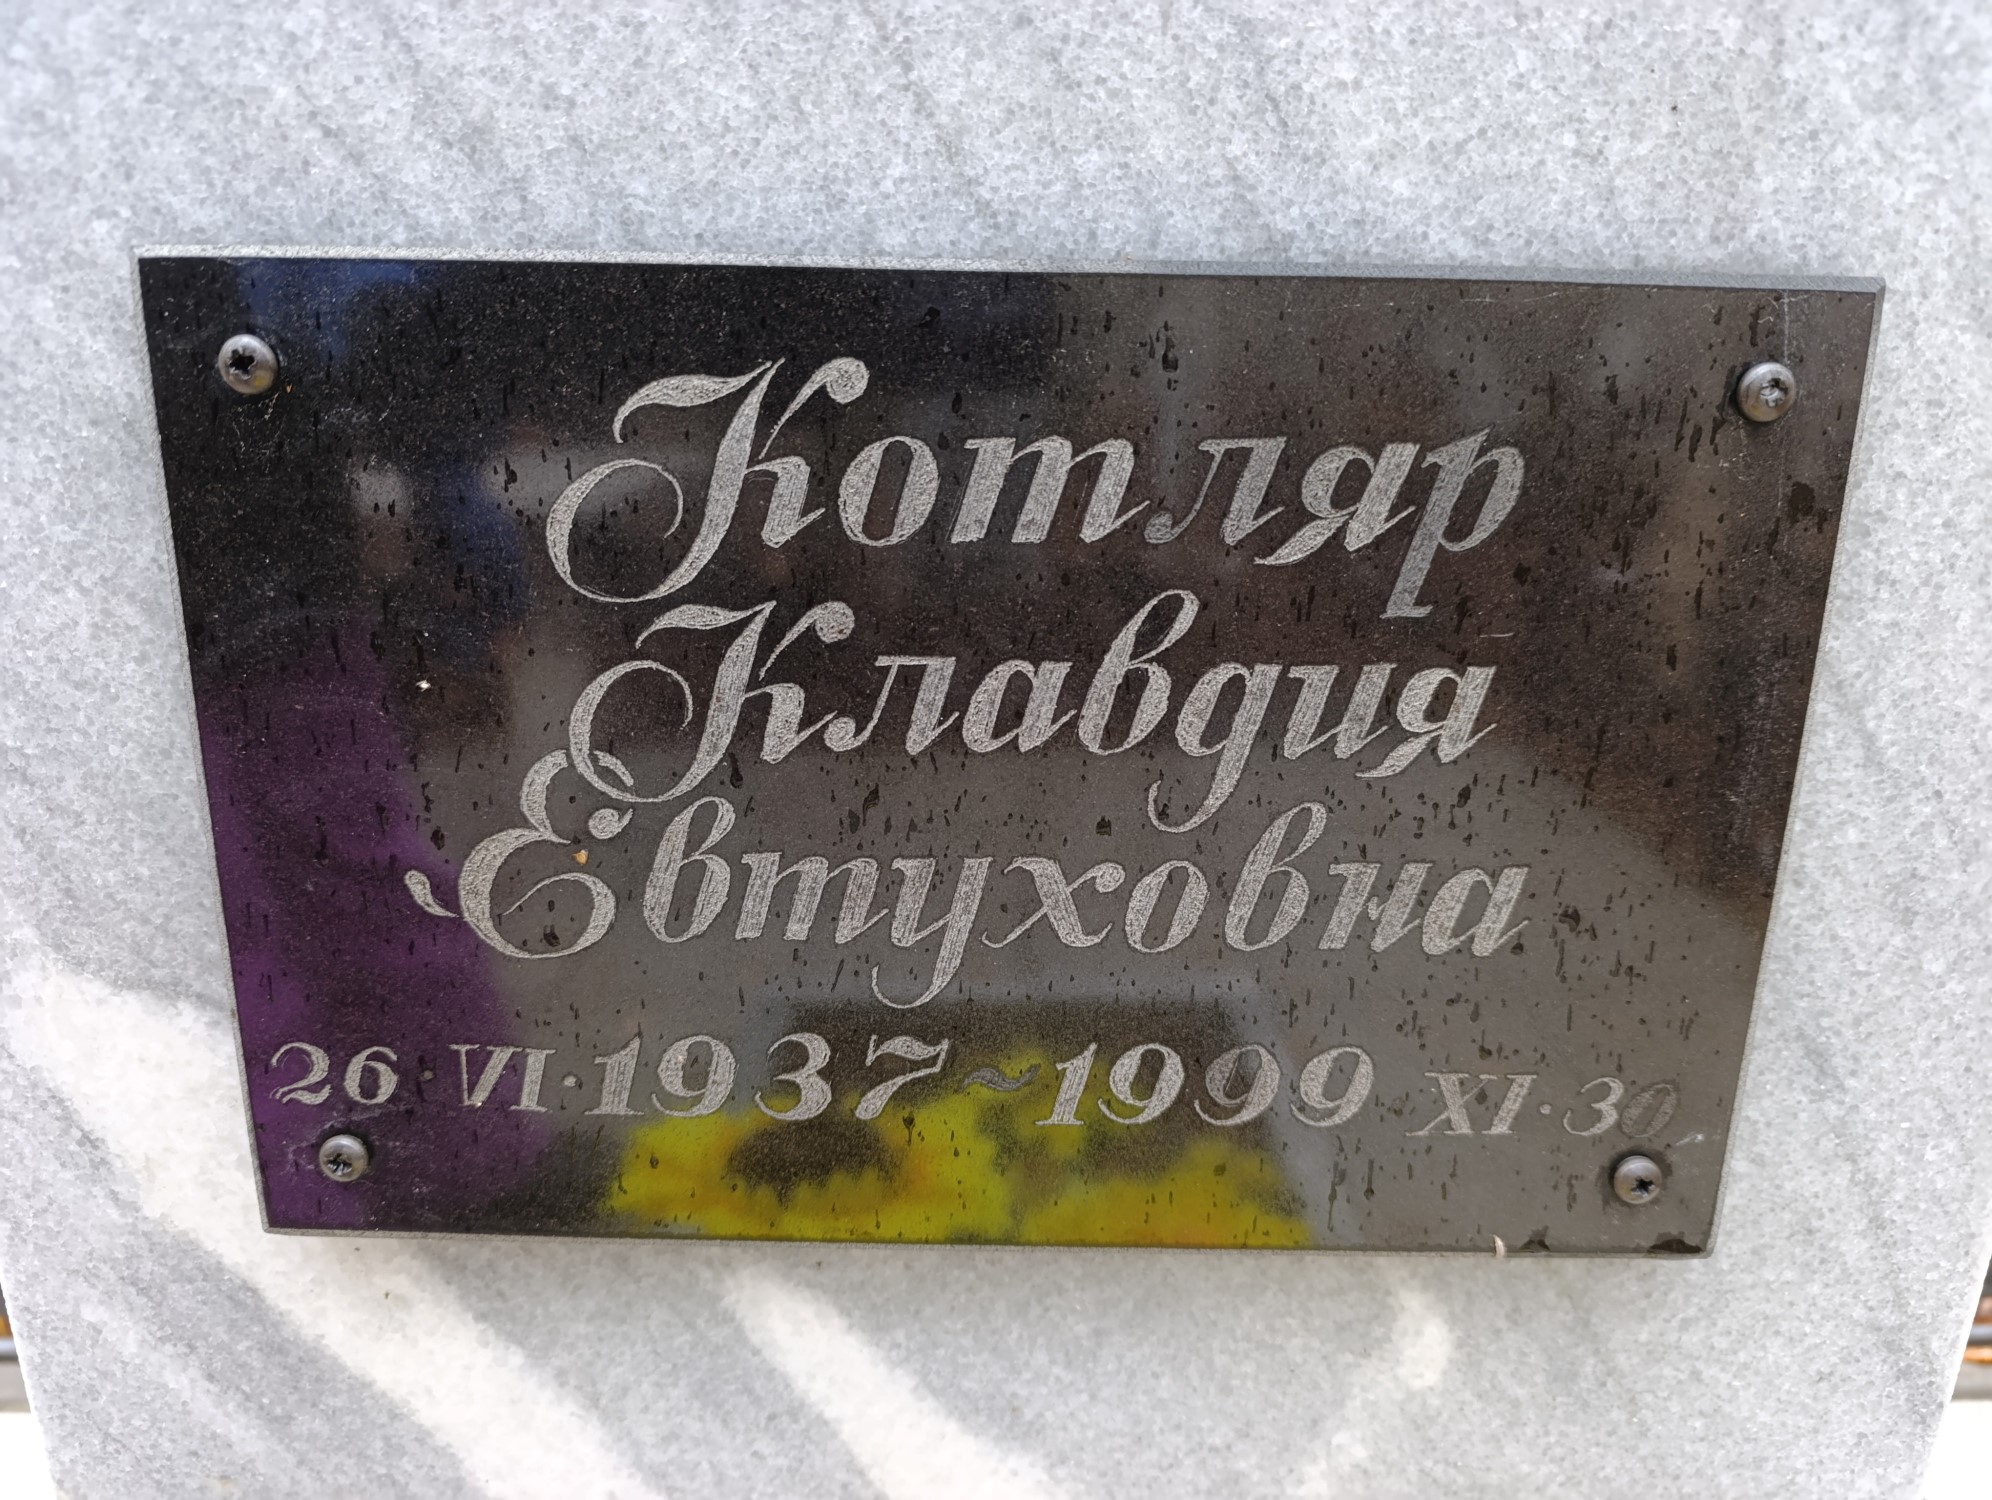 Котляр
Клавдия
Евтуховна
26·VI·1937~1999 XI·30